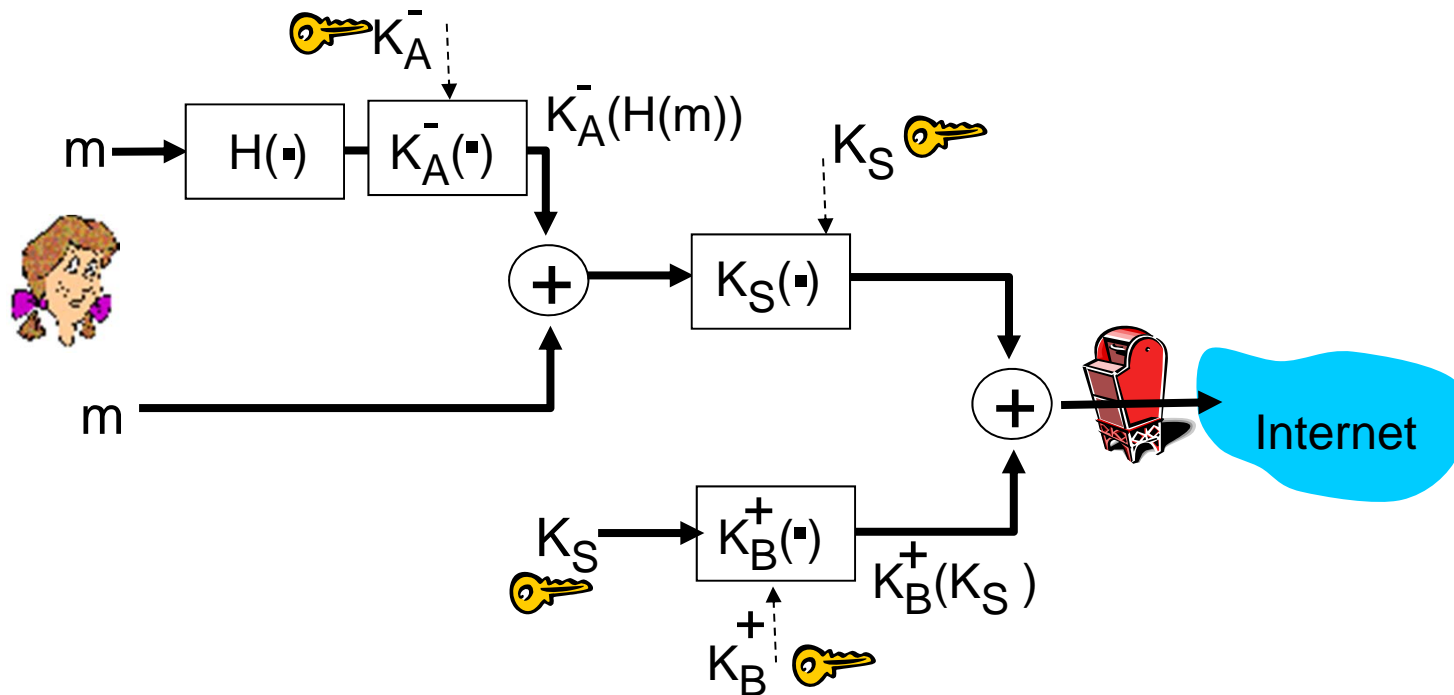 K_A^-
m
H(▪)
K_A^-(▪)
K_A^-(H(m))
K_S
+
K_S(▪)
m
+
Internet
K_S
K_B^+(▪)
K_B^+(K_S )
K_B^+